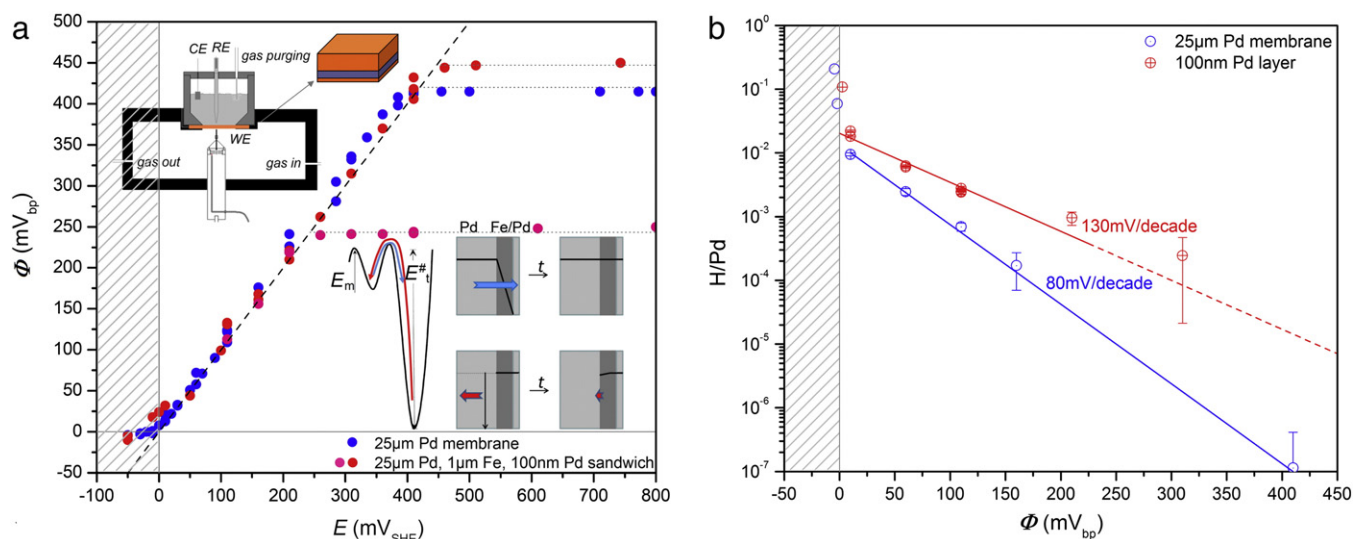 a
500
450
400
350
300
250
200
150
100
50
0
-50
-100
0
100
200
300
400
500
600
700
800
Φ (mV_bp)
E (mV_SHE)
CE
RE
gas purging
WE
gas out
gas in
Pd
Fe/Pd
E_m
E^#_t
t
t
25μm Pd membrane
25μm Pd, 1μm Fe, 100nm Pd sandwich
b
10^0
10^-1
10^-2
10^-3
10^-4
10^-5
10^-6
10^-7
-50
0
50
100
150
200
250
300
350
400
450
H/Pd
Φ (mV_bp)
25μm Pd membrane
100nm Pd layer
130mV/decade
80mV/decade